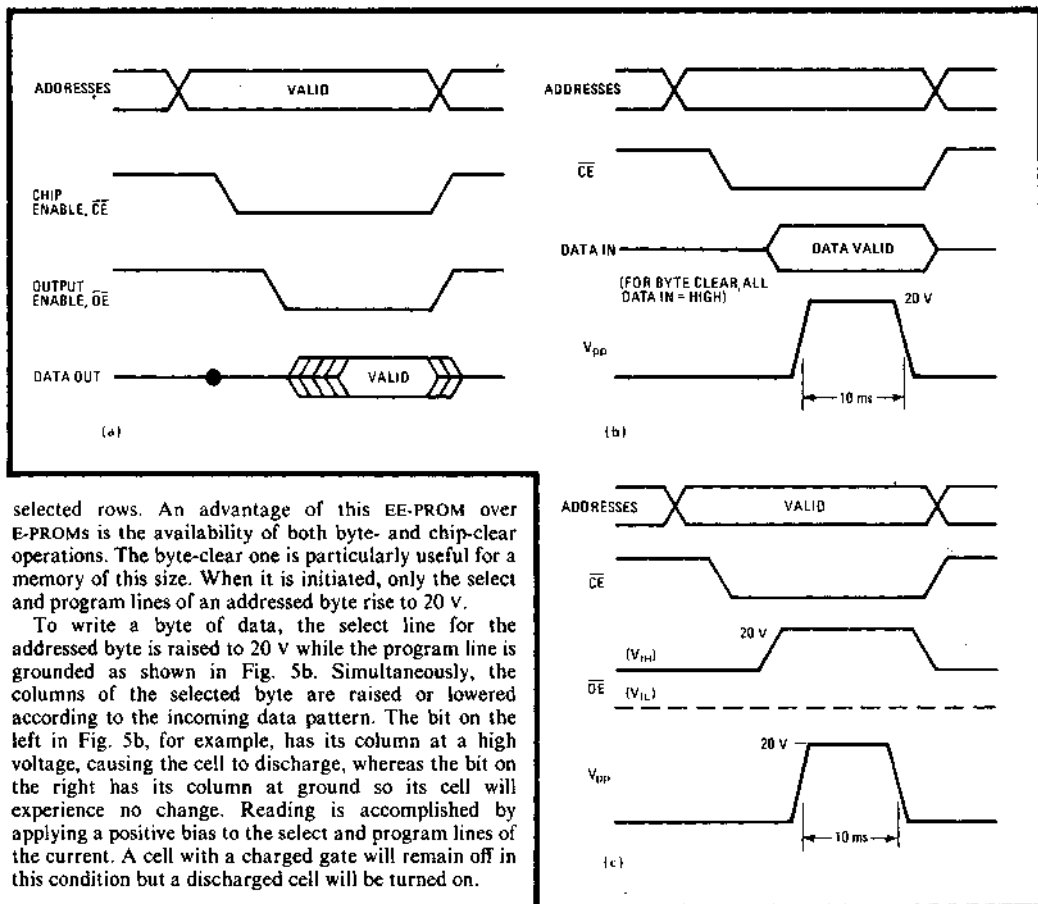 ADDRESSES
VALID
CHIP
ENABLE, CE
OUTPUT
ENABLE, OE
DATA OUT
VALID
(a)
ADDRESSES
CE
DATA IN
DATA VALID
(FOR BYTE CLEAR, ALL
DATA IN = HIGH)
20 V
Vpp
10 ms
(b)
selected rows. An advantage of this EE-PROM over
E-PROMs is the availability of both byte- and chip-clear
operations. The byte-clear one is particularly useful for a
memory of this size. When it is initiated, only the select
and program lines of an addressed byte rise to 20 V.
To write a byte of data, the select line for the
addressed byte is raised to 20 V while the program line is
grounded as shown in Fig. 5b. Simultaneously, the
columns of the selected byte are raised or lowered
according to the incoming data pattern. The bit on the
left in Fig. 5b, for example, has its column at a high
voltage, causing the cell to discharge, whereas the bit on
the right has its column at ground so its cell will
experience no change. Reading is accomplished by
applying a positive bias to the select and program lines of
the current. A cell with a charged gate will remain off in
this condition but a discharged cell will be turned on.
ADDRESSES
VALID
CE
20 V
(VIH)
OE
(VIL)
20 V
Vpp
10 ms
(c)